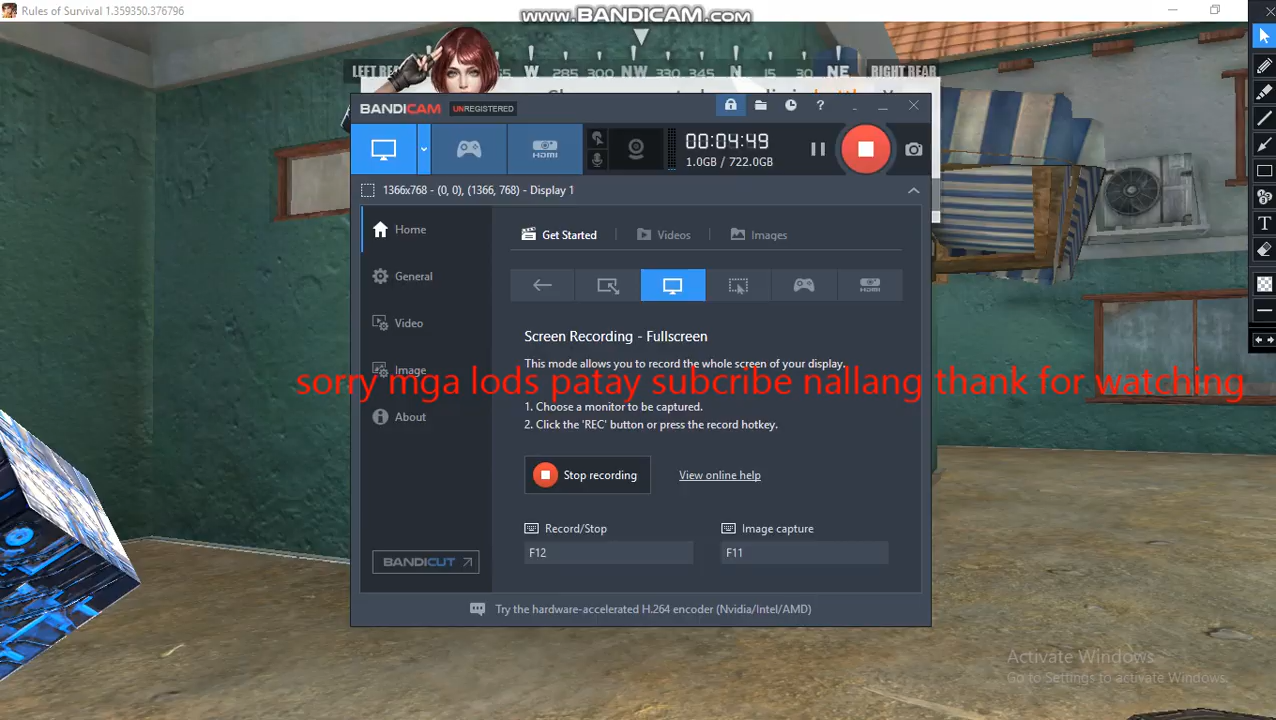 Rules of Survival 1.359350.376796
www.BANDICAM.com
LEFT REAR
W 285 300 NW 330 345 N 15 30 NE
RIGHT REAR
BANDICAM UNREGISTERED
HDMI
00:04:49
1.0GB / 722.0GB
1366x768 - (0, 0), (1366, 768) - Display 1
Home
General
Video
Image
About
BANDICUT
Get Started
Videos
Images
HDMI
Screen Recording - Fullscreen
This mode allows you to record the whole screen of your display.
sorry mga lods patay subcribe nallang thank for watching
1. Choose a monitor to be captured.
2. Click the 'REC' button or press the record hotkey.
Stop recording
View online help
Record/Stop
Image capture
F12
F11
Try the hardware-accelerated H.264 encoder (Nvidia/Intel/AMD)
Activate Windows
Go to Settings to activate Windows.